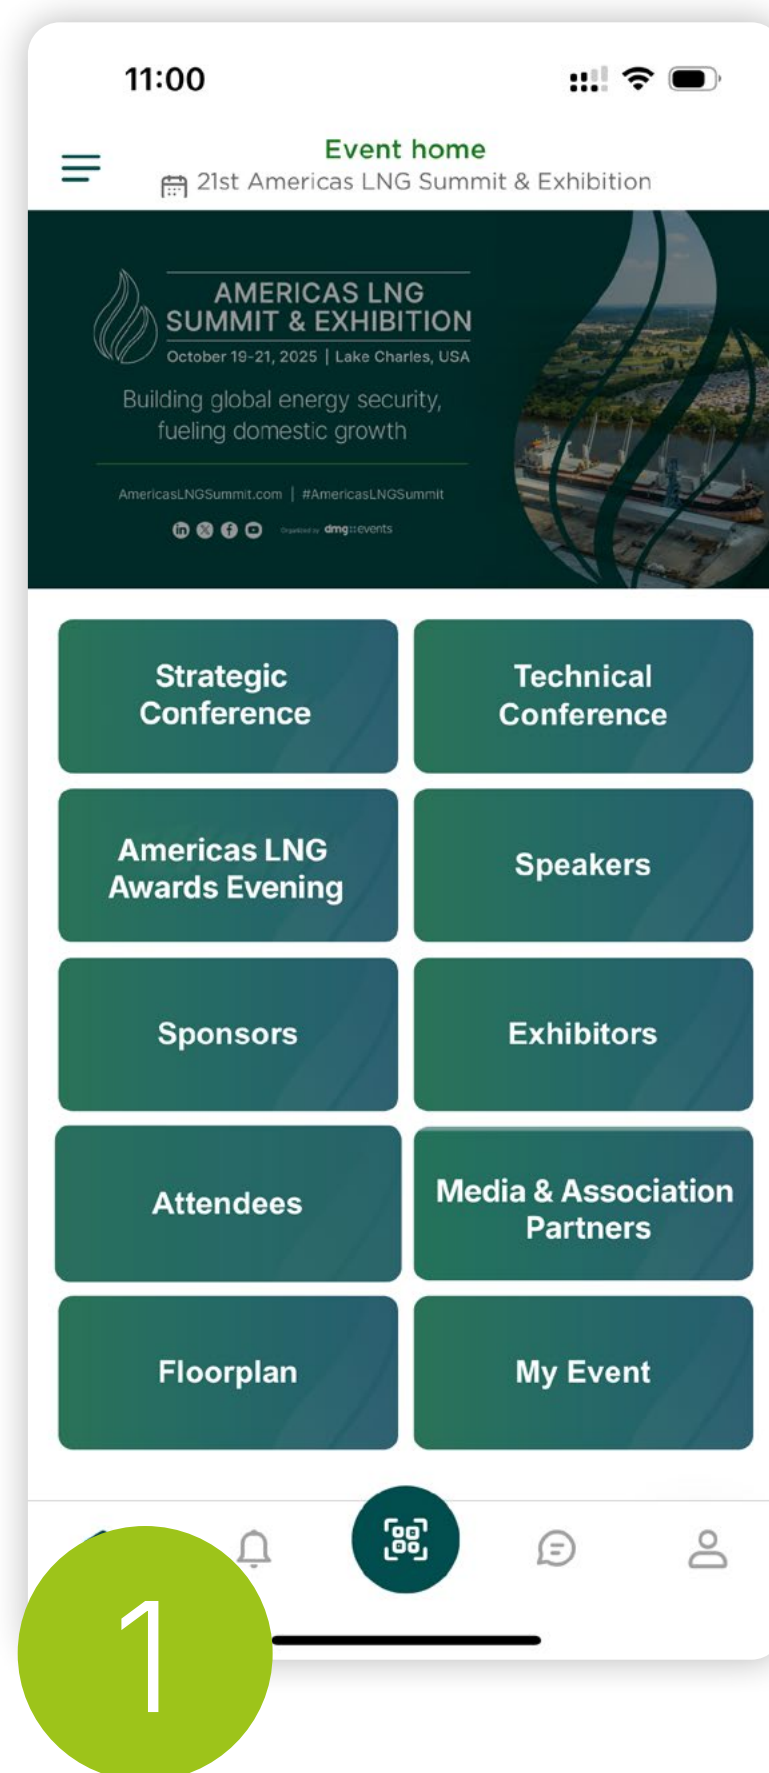 11:00
Event home
21st Americas LNG Summit & Exhibition
AMERICAS LNG
SUMMIT & EXHIBITION
October 19-21, 2025 | Lake Charles, USA
Building global energy security,
fueling domestic growth
AmericasLNGSummit.com | #AmericasLNGSummit
Organized by dmg::events
Strategic
Conference
Technical
Conference
Americas LNG
Awards Evening
Speakers
Sponsors
Exhibitors
Attendees
Media & Association
Partners
Floorplan
My Event
1